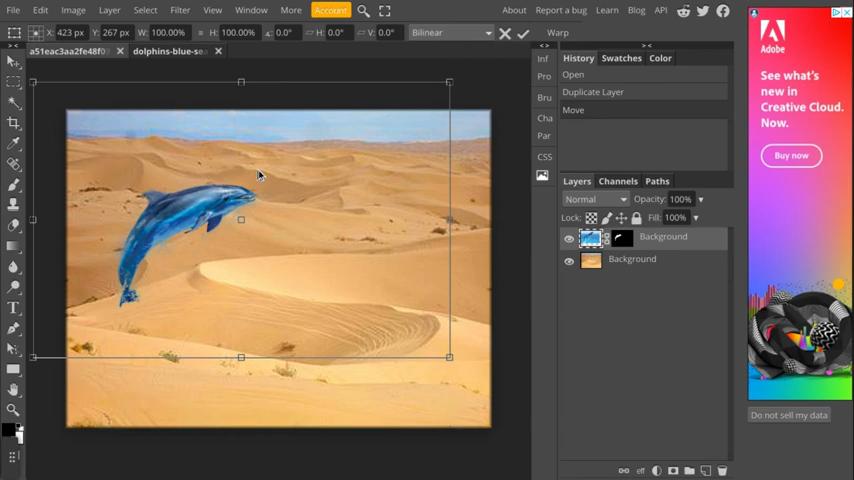 File Edit Image Layer Select Filter View Window More Account About Report a bug Learn Blog API
X: 423 px Y: 267 px W: 100.00% H: 100.00% 0.0° H: 0.0° V: 0.0° Bilinear Warp
a51eac3aa2fe48f0 dolphins-blue-sea
Inf
Pro
Bru
Cha
Par
CSS
History Swatches Color
Open
Duplicate Layer
Move
Layers Channels Paths
Normal Opacity: 100%
Lock: Fill: 100%
Background
Background
eff
Adobe
See what's
new in
Creative Cloud.
Now.
Buy now
Do not sell my data